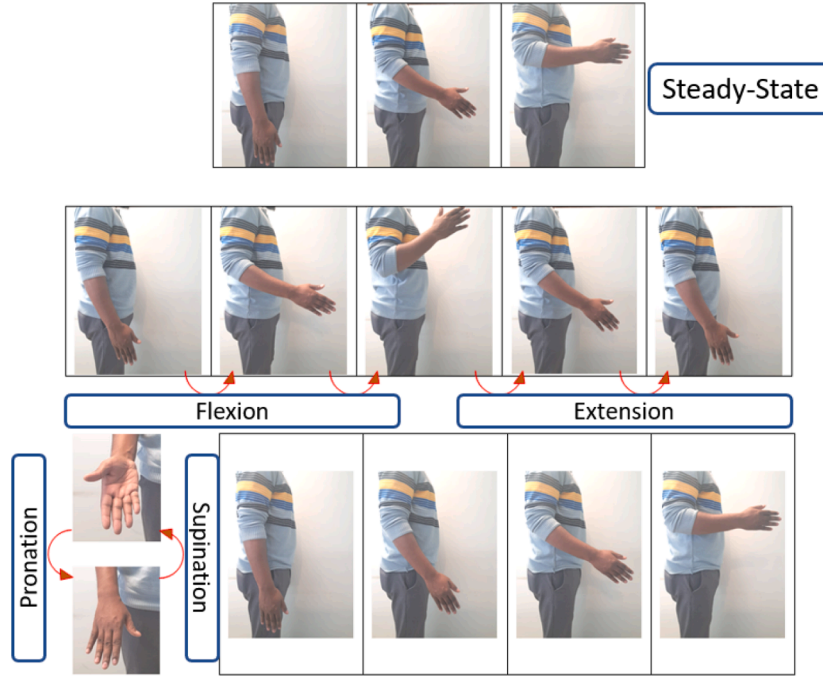 Steady-State
Flexion
Extension
Pronation
Supination